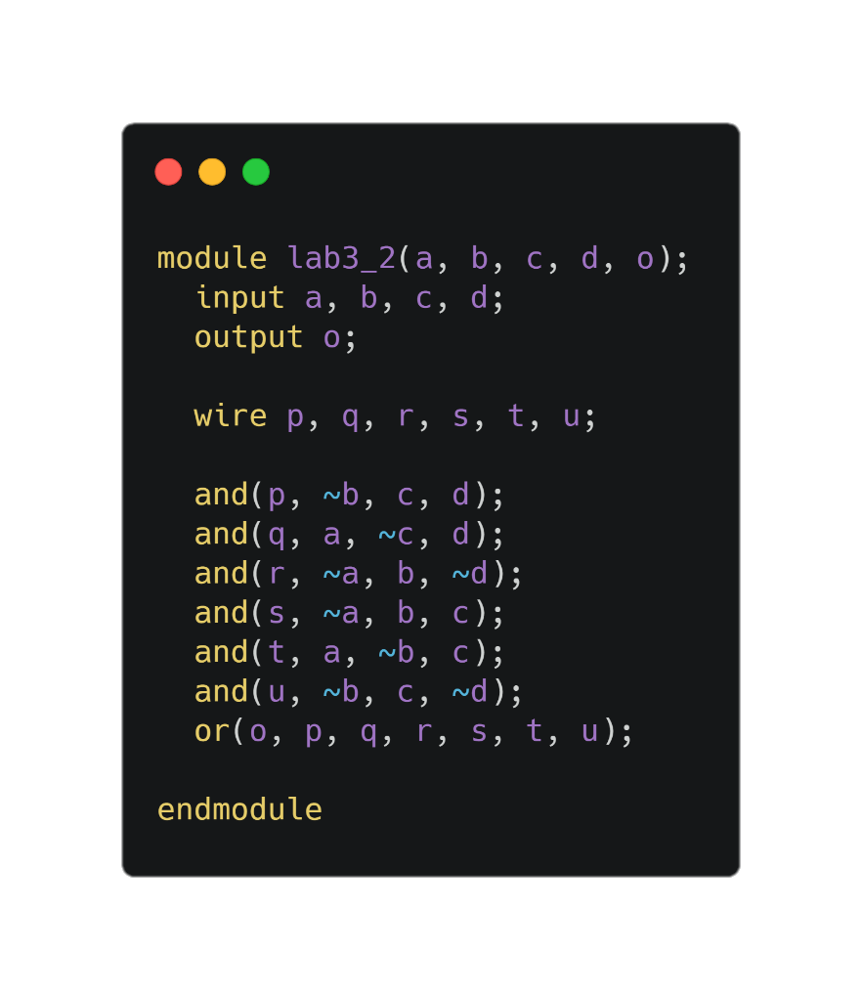 module lab3_2(a, b, c, d, o);
  input a, b, c, d;
  output o;

  wire p, q, r, s, t, u;

  and(p, ~b, c, d);
  and(q, a, ~c, d);
  and(r, ~a, b, ~d);
  and(s, ~a, b, c);
  and(t, a, ~b, c);
  and(u, ~b, c, ~d);
  or(o, p, q, r, s, t, u);

endmodule